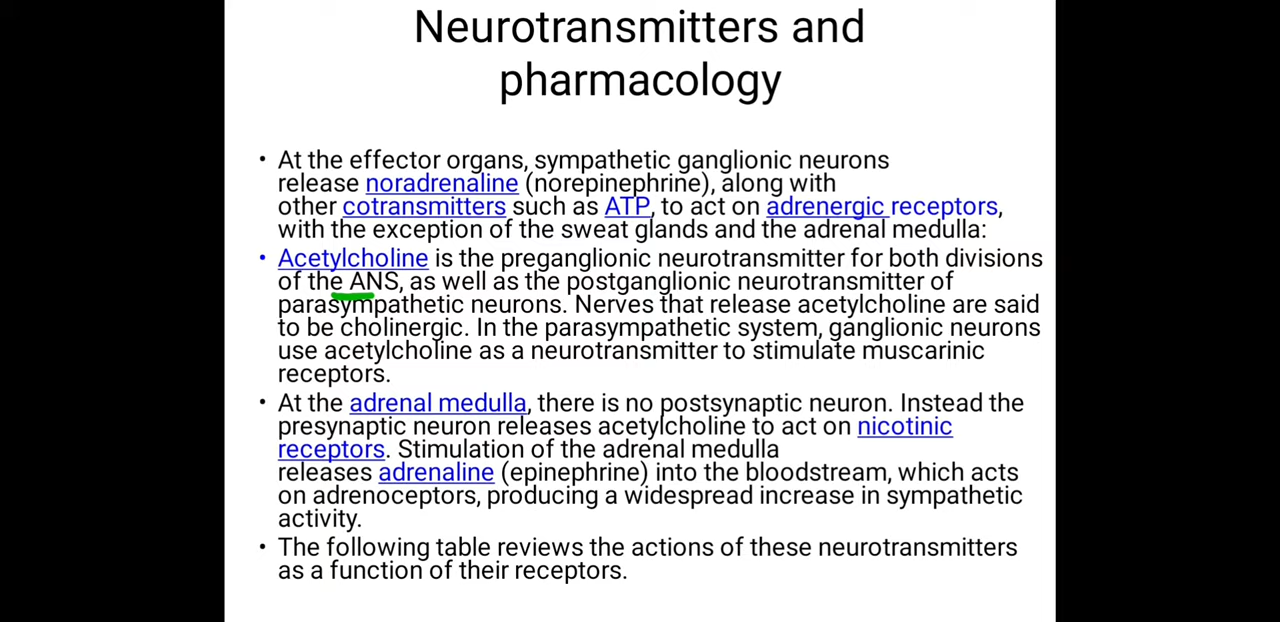 Neurotransmitters and
pharmacology
• At the effector organs, sympathetic ganglionic neurons
release noradrenaline (norepinephrine), along with
other cotransmitters such as ATP, to act on adrenergic receptors,
with the exception of the sweat glands and the adrenal medulla:
• Acetylcholine is the preganglionic neurotransmitter for both divisions
of the ANS, as well as the postganglionic neurotransmitter of
parasympathetic neurons. Nerves that release acetylcholine are said
to be cholinergic. In the parasympathetic system, ganglionic neurons
use acetylcholine as a neurotransmitter to stimulate muscarinic
receptors.
• At the adrenal medulla, there is no postsynaptic neuron. Instead the
presynaptic neuron releases acetylcholine to act on nicotinic
receptors. Stimulation of the adrenal medulla
releases adrenaline (epinephrine) into the bloodstream, which acts
on adrenoceptors, producing a widespread increase in sympathetic
activity.
• The following table reviews the actions of these neurotransmitters
as a function of their receptors.